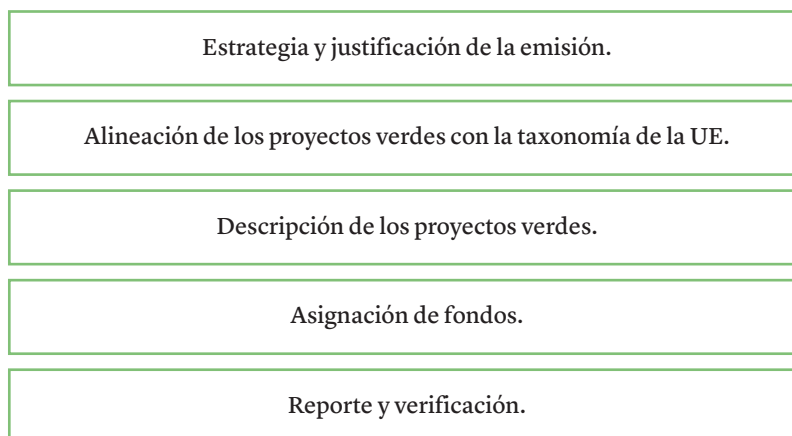 Estrategia y justificación de la emisión.
Alineación de los proyectos verdes con la taxonomía de la UE.
Descripción de los proyectos verdes.
Asignación de fondos.
Reporte y verificación.